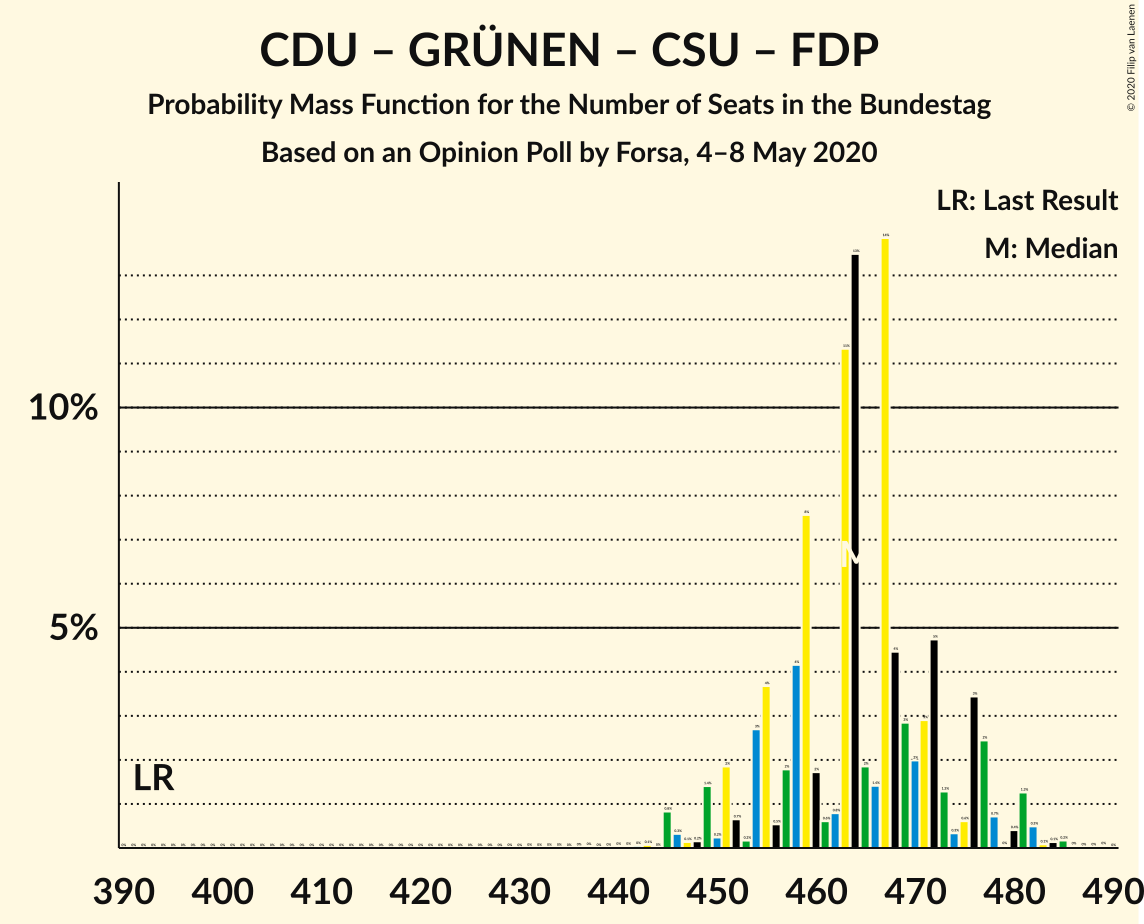 CDU – GRÜNEN – CSU – FDP
Probability Mass Function for the Number of Seats in the Bundestag
Based on an Opinion Poll by Forsa, 4–8 May 2020
© 2020 Filip van Laenen
LR: Last Result
M: Median
10%
5%
LR
M
390 400 410 420 430 440 450 460 470 480 490